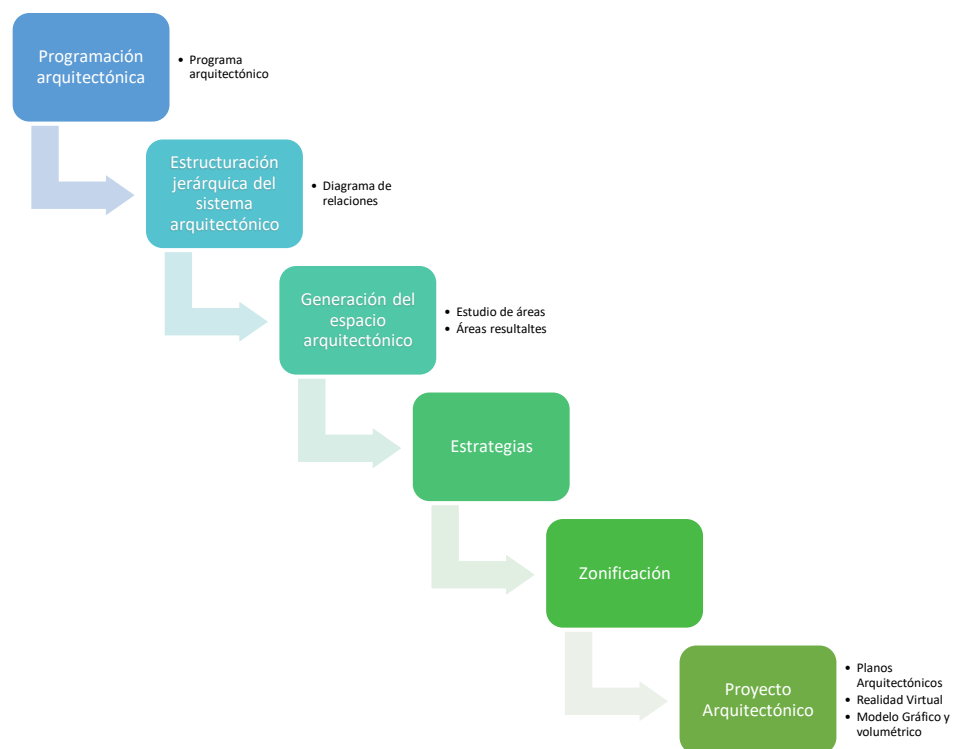 Programación
arquitectónica
• Programa
arquitectónico
Estructuración
jerárquica del
sistema
arquitectónico
• Diagrama de
relaciones
Generación del
espacio
arquitectónico
• Estudio de áreas
• Áreas resultaltes
Estrategias
Zonificación
Proyecto
Arquitectónico
• Planos
Arquitectónicos
• Realidad Virtual
• Modelo Gráfico y
volumétrico